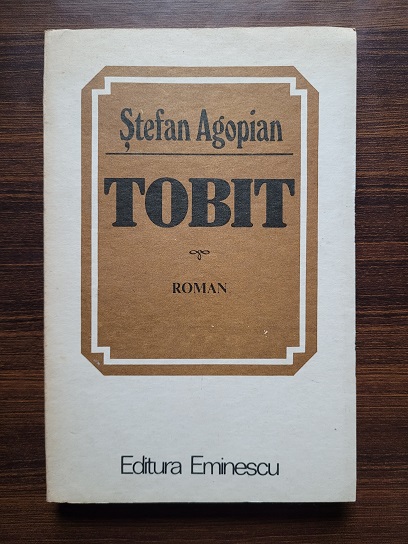 Ștefan Agopian
TOBIT
ROMAN
Editura Eminescu